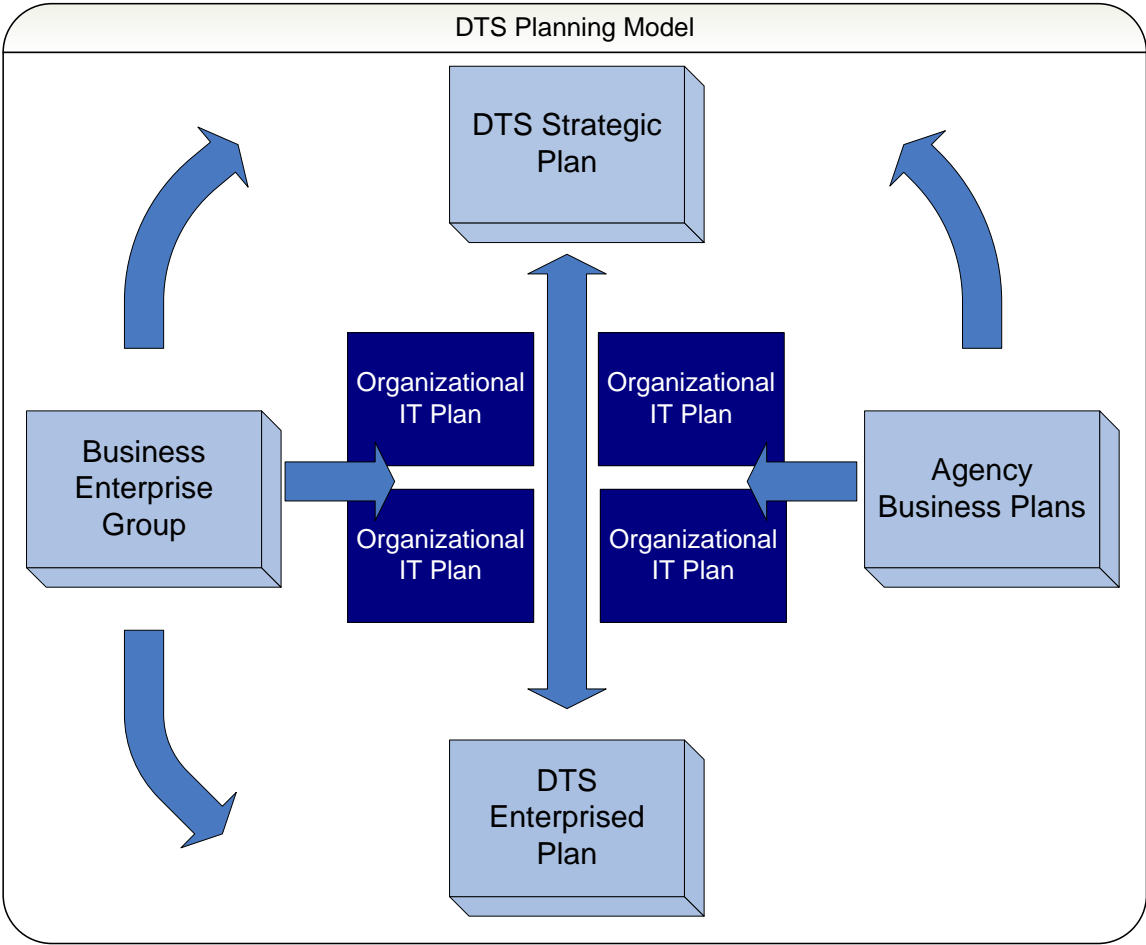 DTS Planning Model
DTS Strategic
Plan
Organizational
IT Plan
Organizational
IT Plan
Business
Enterprise
Group
Agency
Business Plans
Organizational
IT Plan
Organizational
IT Plan
DTS
Enterprised
Plan